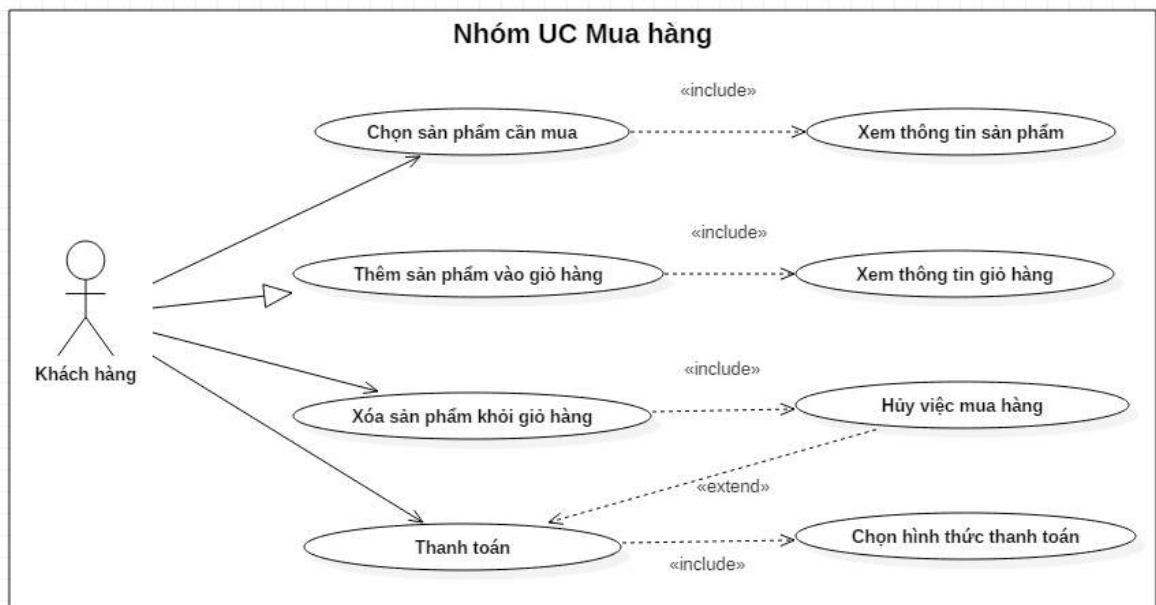 Nhóm UC Mua hàng
«include»
Chọn sản phẩm cần mua
Xem thông tin sản phẩm
«include»
Thêm sản phẩm vào giỏ hàng
Xem thông tin giỏ hàng
Khách hàng
«include»
Xóa sản phẩm khỏi giỏ hàng
Hủy việc mua hàng
«extend»
Thanh toán
Chọn hình thức thanh toán
«include»